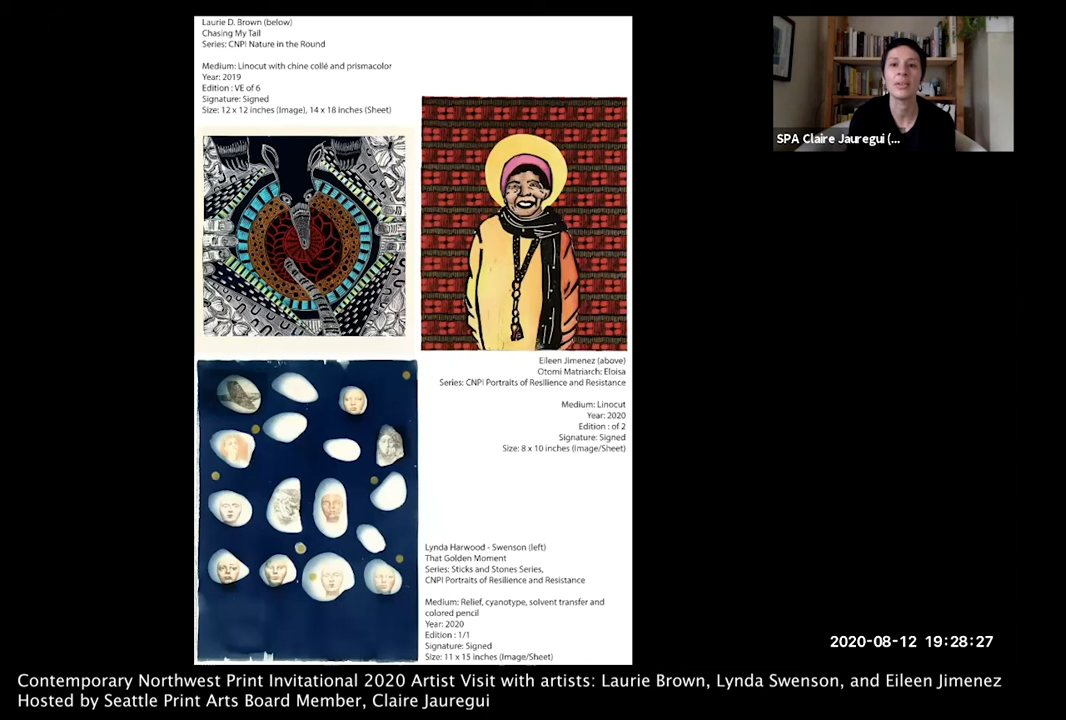 Laurie D. Brown (below)
Chasing My Tail
Series: CNPI Nature in the Round
Medium: Linocut with chine collé and prismacolor
Year: 2019
Edition : VE of 6
Signature: Signed
Size: 12 x 12 inches (Image), 14 x 18 inches (Sheet)
SPA Claire Jauregui (...
Eileen Jimenez (above)
Otomi Matriarch: Eloisa
Series: CNPI Portraits of Resilience and Resistance
Medium: Linocut
Year: 2020
Edition : of 2
Signature: Signed
Size: 8 x 10 inches (Image/Sheet)
Lynda Harwood - Swenson (left)
That Golden Moment
Series: Sticks and Stones Series,
CNPI Portraits of Resilience and Resistance
Medium: Relief, cyanotype, solvent transfer and
colored pencil
Year: 2020
Edition : 1/1
Signature: Signed
Size: 11 x 15 inches (Image/Sheet)
2020-08-12 19:28:27
Contemporary Northwest Print Invitational 2020 Artist Visit with artists: Laurie Brown, Lynda Swenson, and Eileen Jimenez
Hosted by Seattle Print Arts Board Member, Claire Jauregui